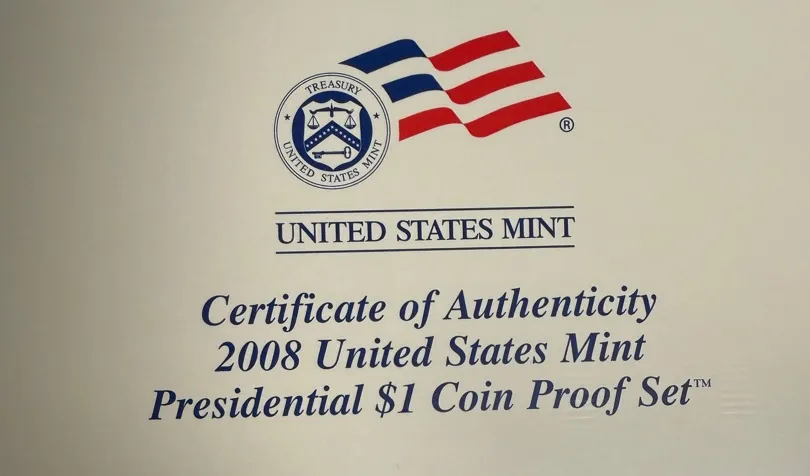 TREASURY
UNITED STATES MINT
®
UNITED STATES MINT
Certificate of Authenticity
2008 United States Mint
Presidential $1 Coin Proof Set™